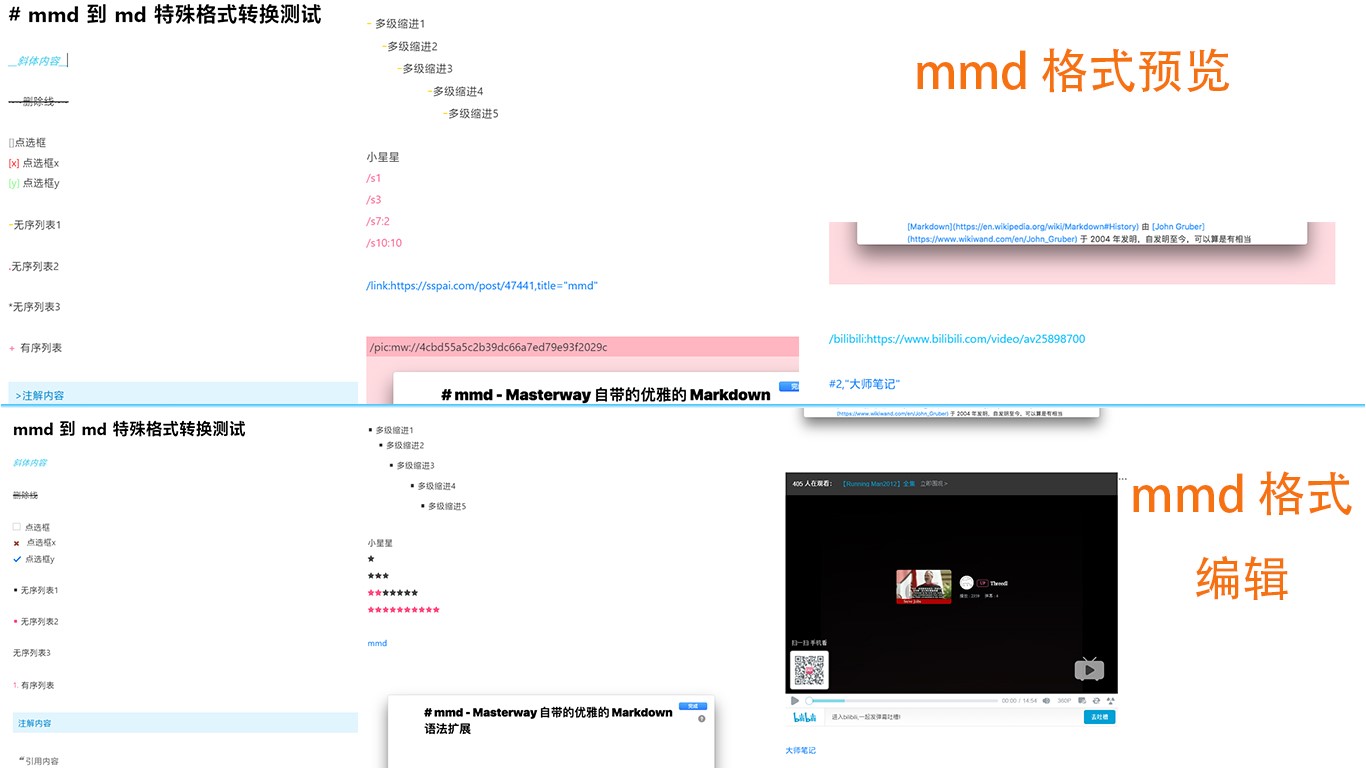 # mmd 到 md 特殊格式转换测试
__斜体内容__
---删除线---
[]点选框
[x] 点选框x
[y] 点选框y
-无序列表1
.无序列表2
*无序列表3
+ 有序列表
>注解内容
- 多级缩进1
-多级缩进2
-多级缩进3
-多级缩进4
-多级缩进5
小星星
/s1
/s3
/s7:2
/s10:10
/link:https://sspai.com/post/47441,title="mmd"
/pic:mw://4cbd55a5c2b39dc66a7ed79e93f2029c
# mmd - Masterway 自带的优雅的 Markdown
mmd 格式预览
[Markdown](https://en.wikipedia.org/wiki/Markdown#History) 由 [John Gruber]
(https://www.wikiwand.com/en/John_Gruber) 于 2004 年发明，自发明至今，可以算是有相当
/bilibili:https://www.bilibili.com/video/av25898700
#2,"大师笔记"
mmd 到 md 特殊格式转换测试
斜体内容
删除线
点选框
点选框x
点选框y
▪ 无序列表1
▪ 无序列表2
无序列表3
1. 有序列表
注解内容
“引用内容
▪ 多级缩进1
▪ 多级缩进2
▪ 多级缩进3
▪ 多级缩进4
▪ 多级缩进5
小星星
★
★★★
★★★★★★★
★★★★★★★★★★
mmd
完成
# mmd - Masterway 自带的优雅的 Markdown
语法扩展
(https://www.wikiwand.com/en/John_Gruber) 于 2004 年发明，自发明至今，可以算是有相当
405 人在观看： 【Running Man2012】全集 立即围观>
UP
扫一扫 手机看
00:00 / 14:54 360P
bilibili 进入bilibili,一起发弹幕吐槽! 去吐槽
大师笔记
mmd 格式
编辑